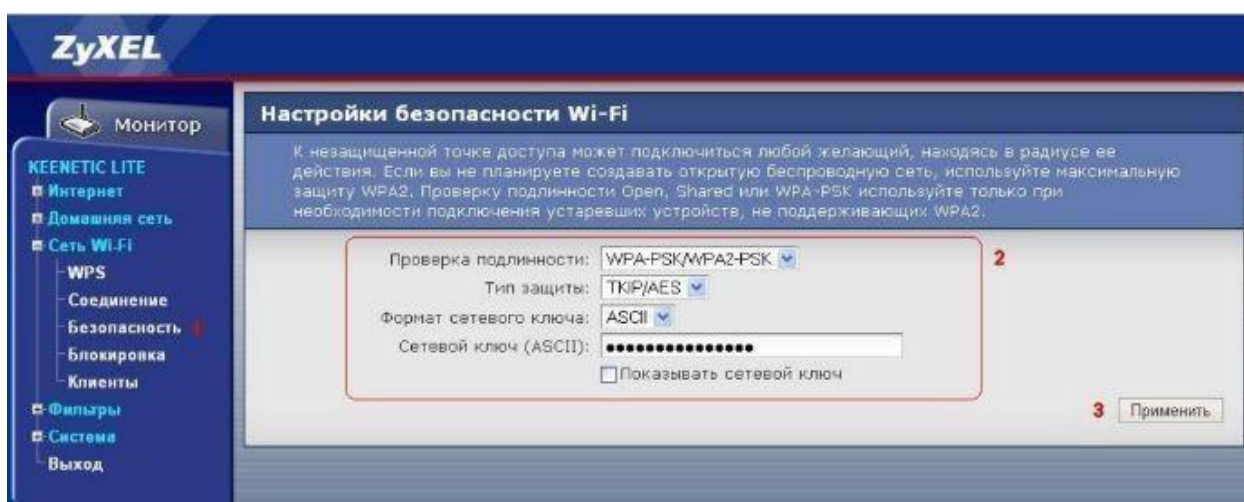 ZyXEL
Монитор
KEENETIC LITE
Интернет
Домашняя сеть
Сеть Wi-Fi
WPS
Соединение
Безопасность 1
Блокировка
Клиенты
Фильтры
Система
Выход
Настройки безопасности Wi-Fi
К незащищенной точке доступа может подключиться любой желающий, находясь в радиусе ее
действия. Если вы не планируете создавать открытую беспроводную сеть, используйте максимальную
защиту WPA2. Проверку подлинности Open, Shared или WPA-PSK используйте только при
необходимости подключения устаревших устройств, не поддерживающих WPA2.
Проверка подлинности: WPA-PSK/WPA2-PSK 2
Тип защиты: TKIP/AES
Формат сетевого ключа: ASCII
Сетевой ключ (ASCII): •••••••••••••••
Показывать сетевой ключ
3 Применить